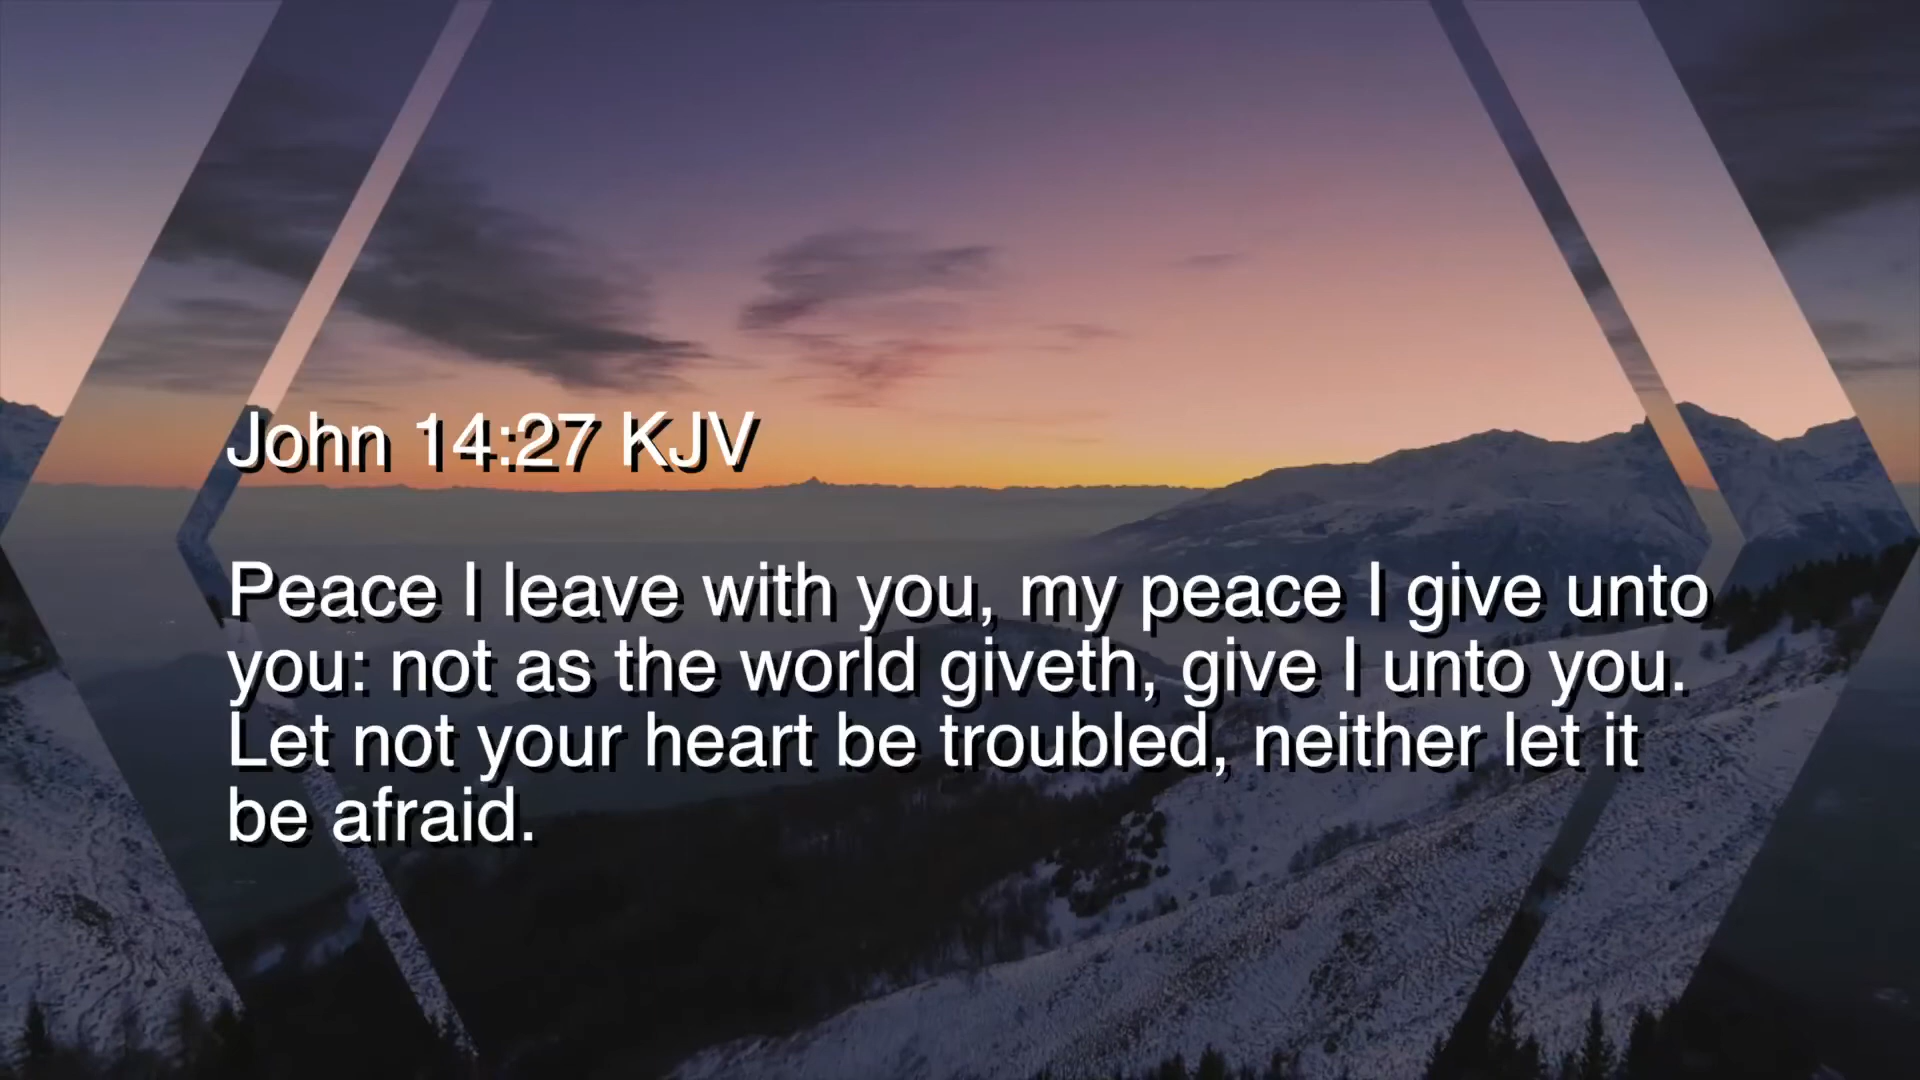 John 14:27 KJV
Peace I leave with you, my peace I give unto
you: not as the world giveth, give I unto you.
Let not your heart be troubled, neither let it
be afraid.